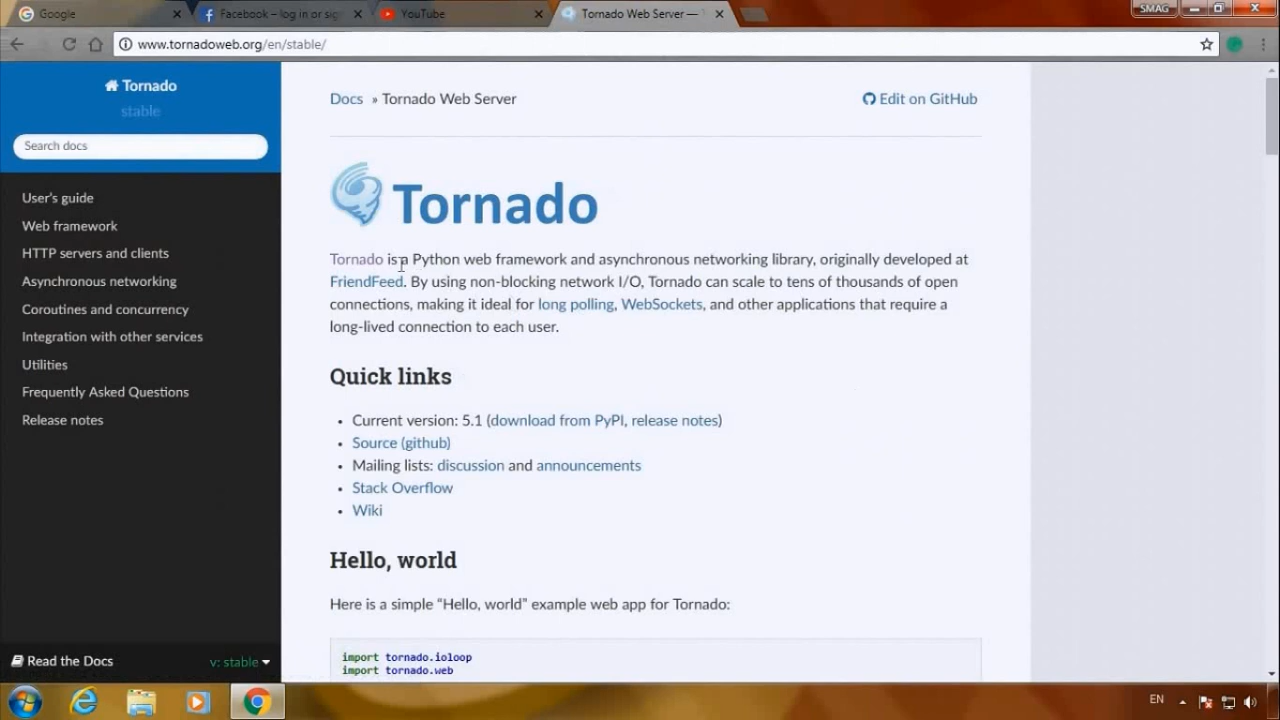 Google
Facebook – log in or sig
YouTube
Tornado Web Server —
SMAG
www.tornadoweb.org/en/stable/
Tornado
stable
Search docs
User's guide
Web framework
HTTP servers and clients
Asynchronous networking
Coroutines and concurrency
Integration with other services
Utilities
Frequently Asked Questions
Release notes
Read the Docs
v: stable
Docs » Tornado Web Server
Edit on GitHub
Tornado
Tornado is a Python web framework and asynchronous networking library, originally developed at
FriendFeed. By using non-blocking network I/O, Tornado can scale to tens of thousands of open
connections, making it ideal for long polling, WebSockets, and other applications that require a
long-lived connection to each user.
Quick links
• Current version: 5.1 (download from PyPI, release notes)
• Source (github)
• Mailing lists: discussion and announcements
• Stack Overflow
• Wiki
Hello, world
Here is a simple “Hello, world” example web app for Tornado:
import tornado.ioloop
import tornado.web
EN